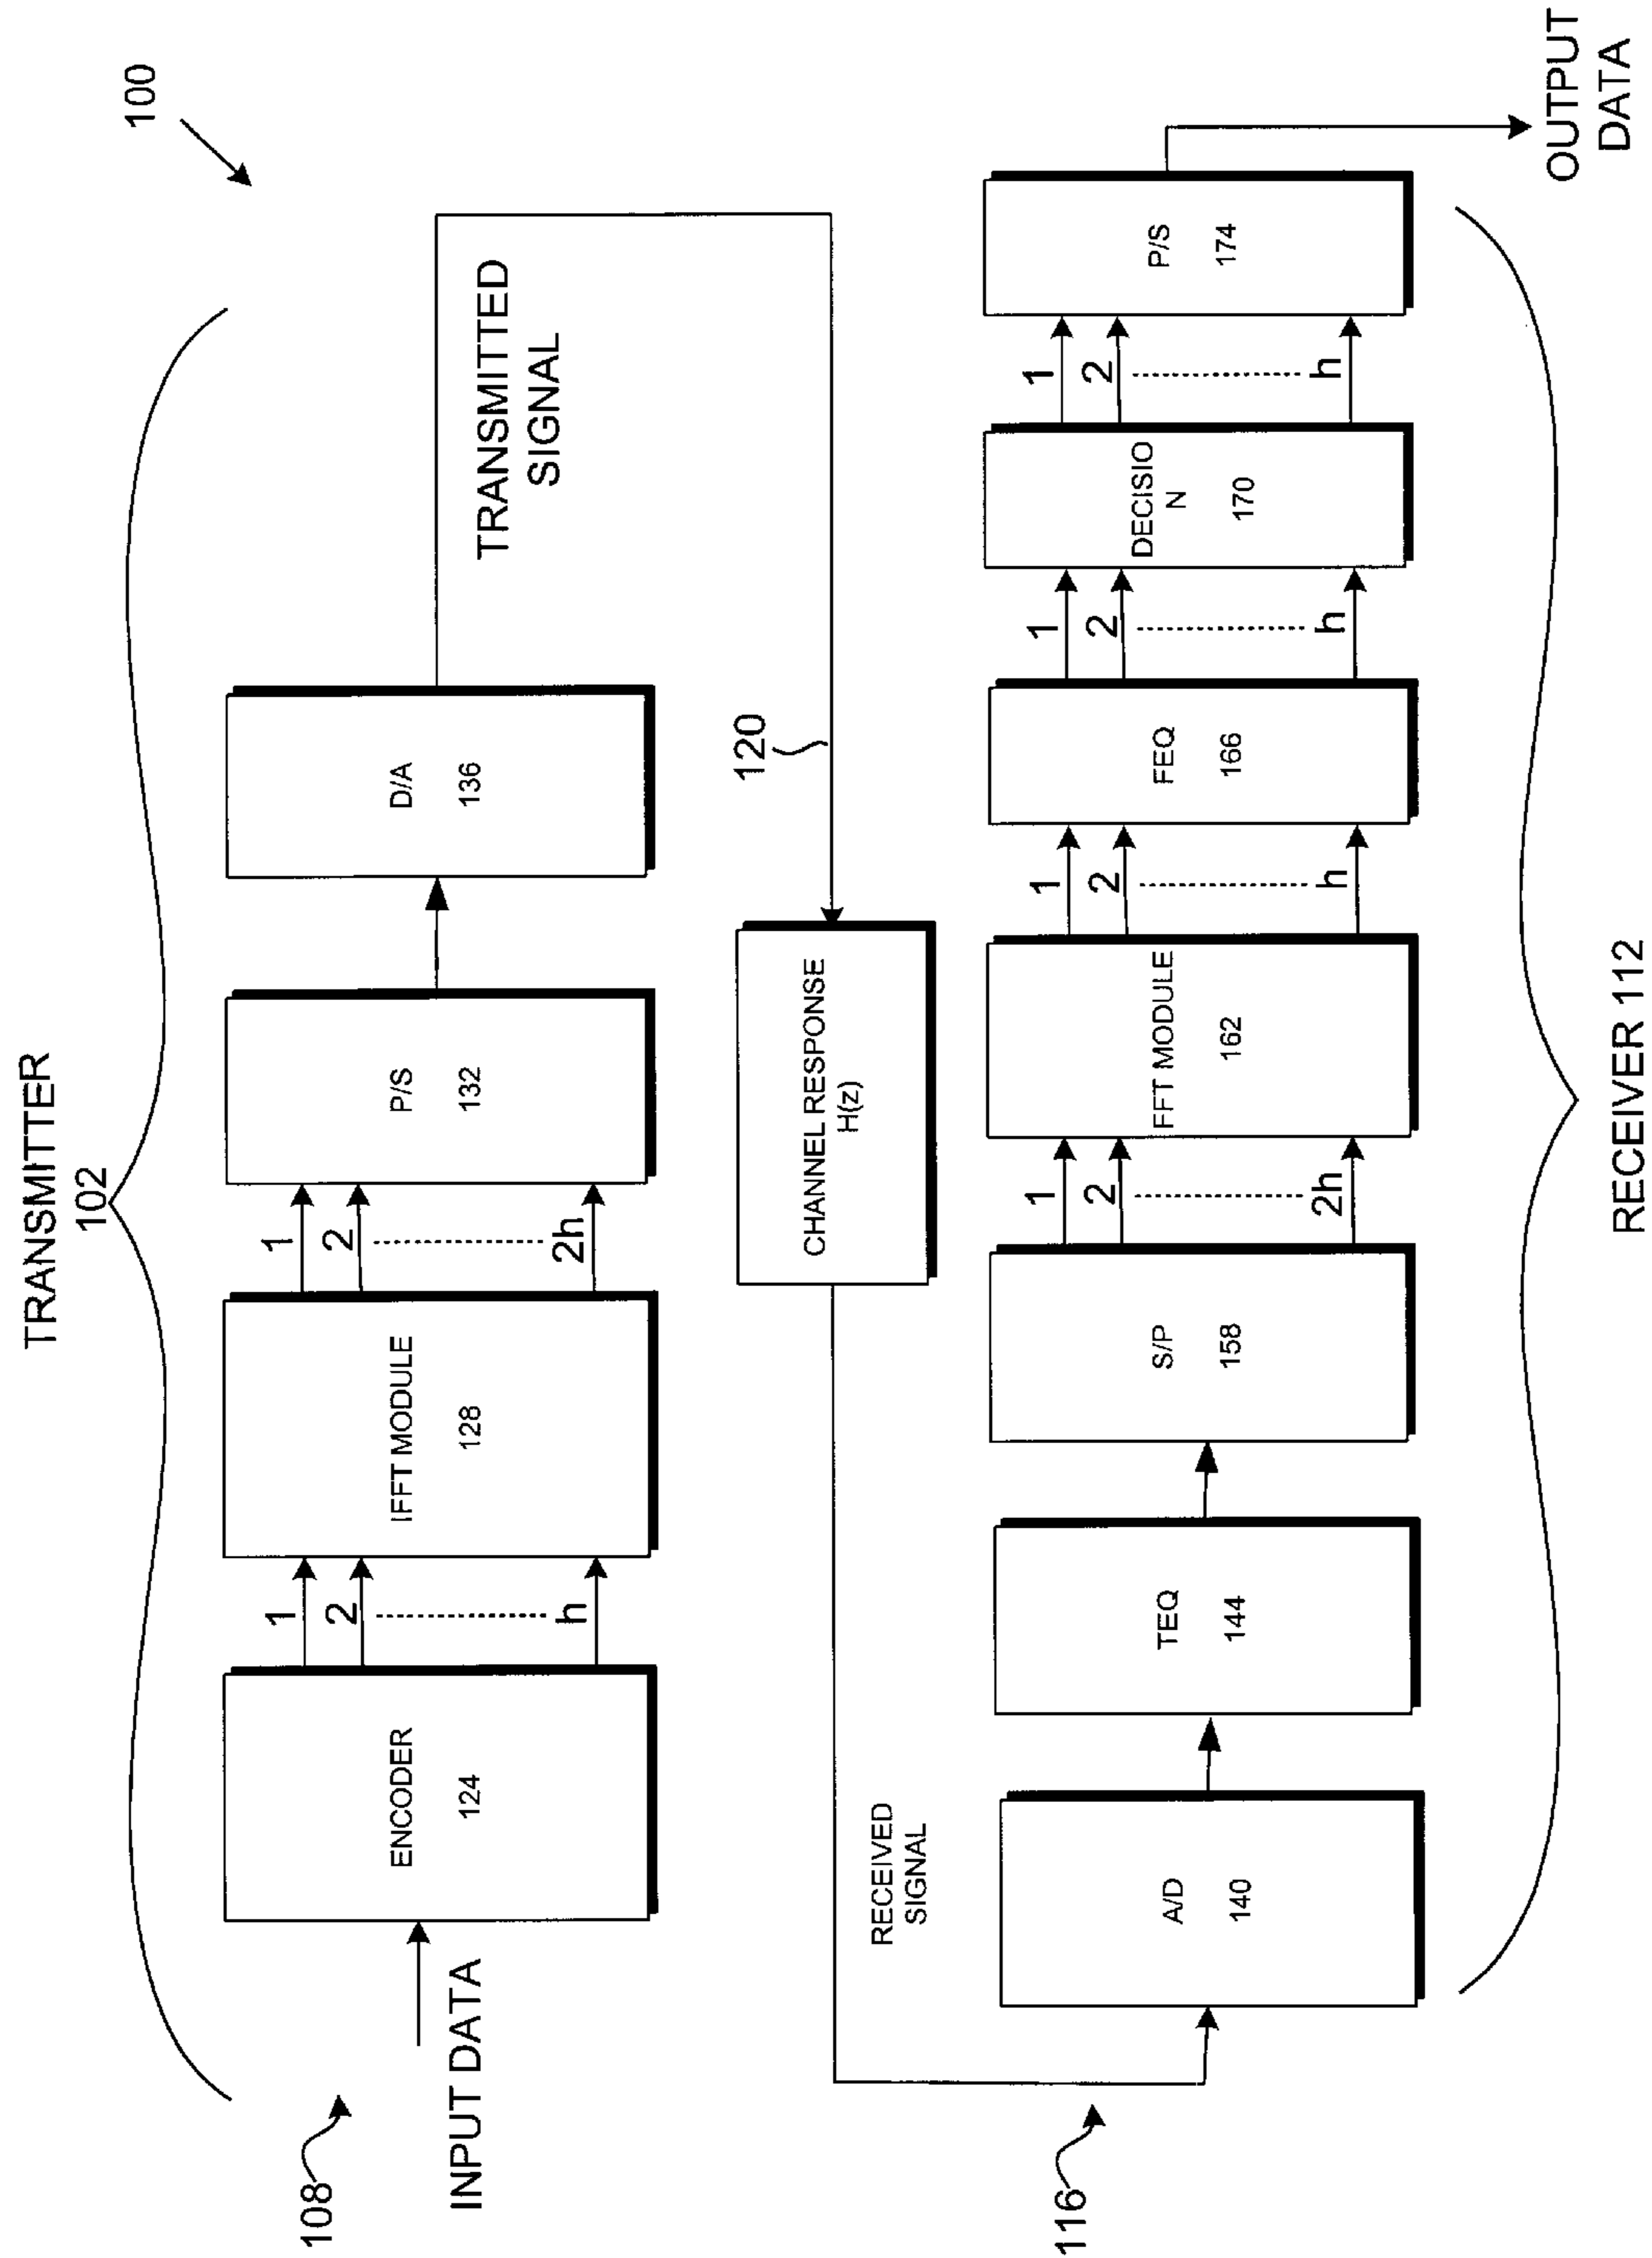 100
TRANSMITTER
102
108
INPUT DATA
ENCODER
124
1
2
h
IFFT MODULE
128
1
2
2h
P/S
132
D/A
136
TRANSMITTED
SIGNAL
120
CHANNEL RESPONSE
H(z)
RECEIVED
SIGNAL
116
A/D
140
TEQ
144
S/P
158
1
2
2h
FFT MODULE
162
1
2
h
FEQ
166
1
2
h
DECISIO
N
170
1
2
h
P/S
174
OUTPUT
DATA
RECEIVER 112